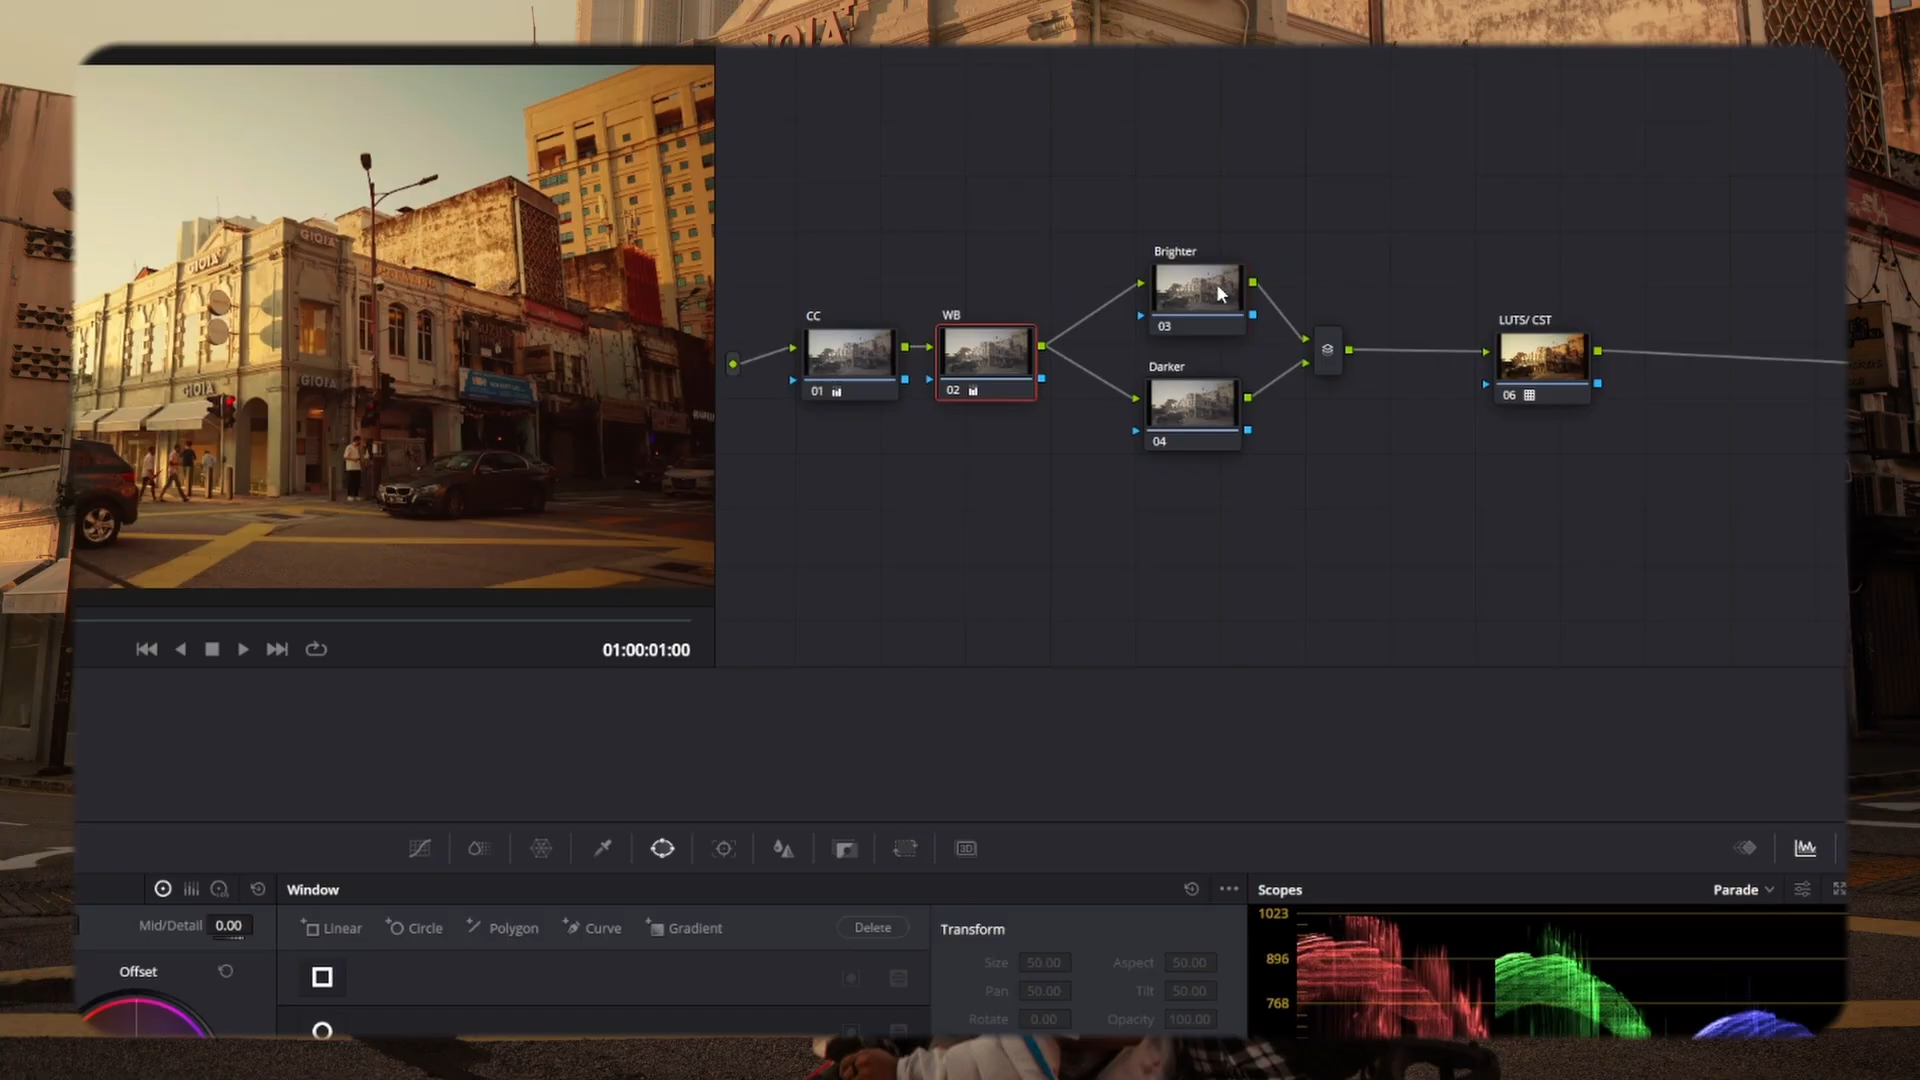 GIOIA
GIOIA
GIOIA
GIOIA
Brighter
03
CC
01
WB
02
Darker
04
LUTS/ CST
06
01:00:01:00
3D
Window
Scopes
Parade
Mid/Detail 0.00
Linear
Circle
Polygon
Curve
Gradient
Delete
Transform
Offset
Size 50.00 Aspect 50.00
Pan 50.00 Tilt 50.00
Rotate 0.00 Opacity 100.00
1023
896
768